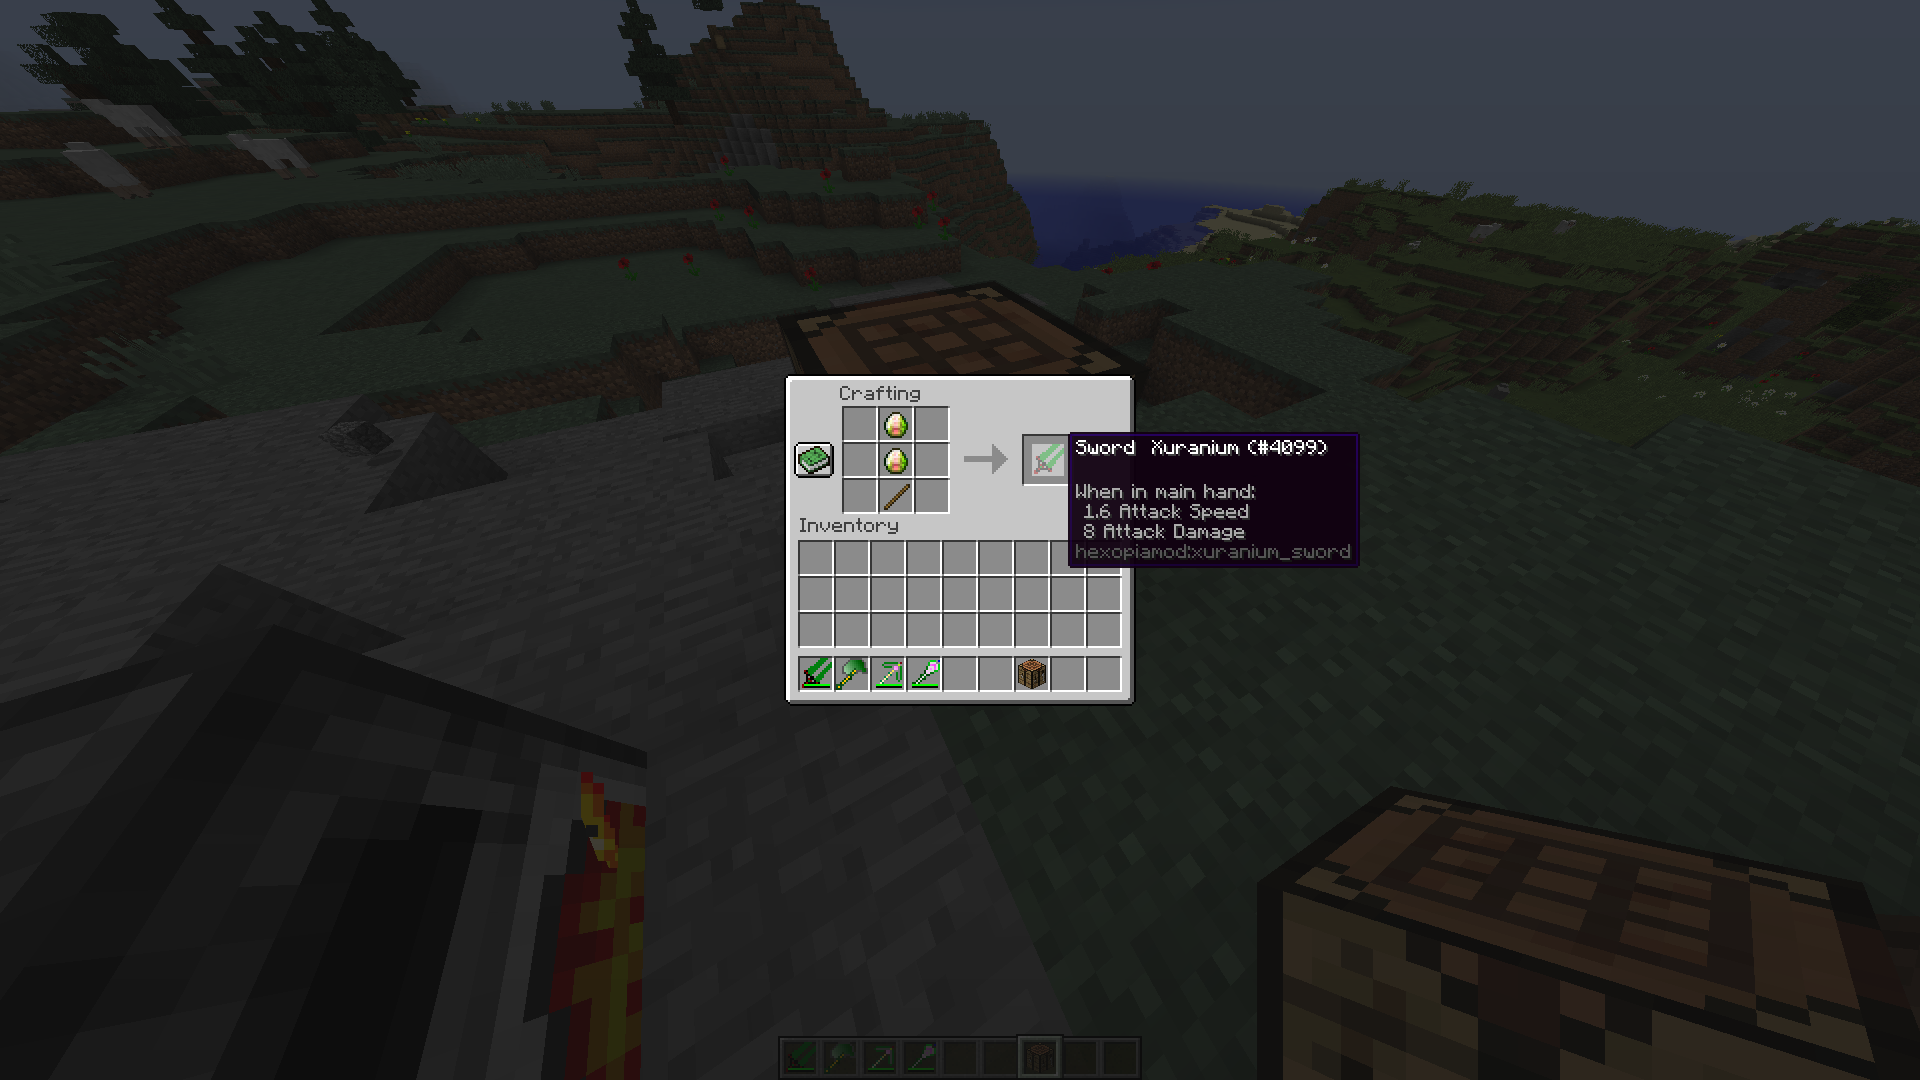 Crafting
Sword  Xuranium (#4099)
When in main hand:
1.6 Attack Speed
8 Attack Damage
hexopiamod:xuranium_sword
Inventory